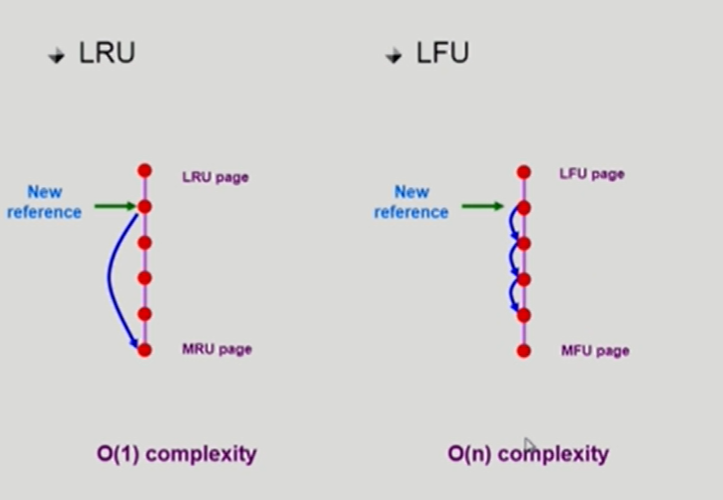 LRU
LRU page
New
reference
MRU page
O(1) complexity
LFU
LFU page
New
reference
MFU page
O(n) complexity